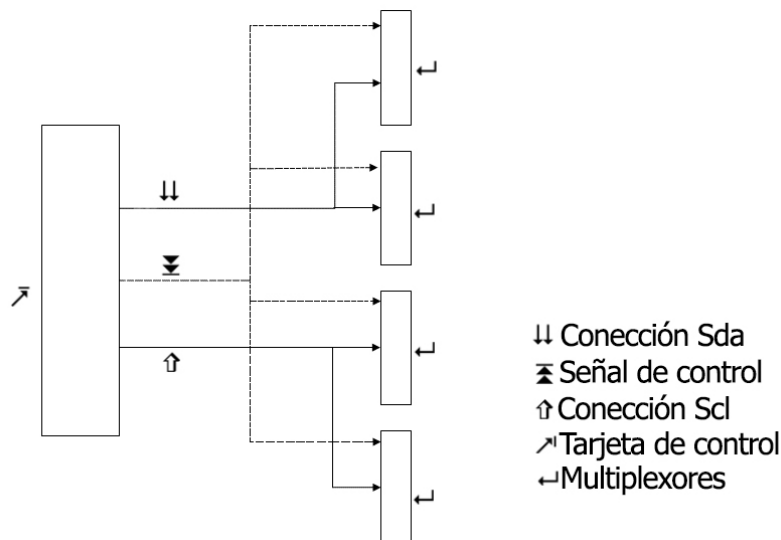 ⇊ Conección Sda
⯭ Señal de control
⇧ Conección Scl
↗ Tarjeta de control
↵ Multiplexores